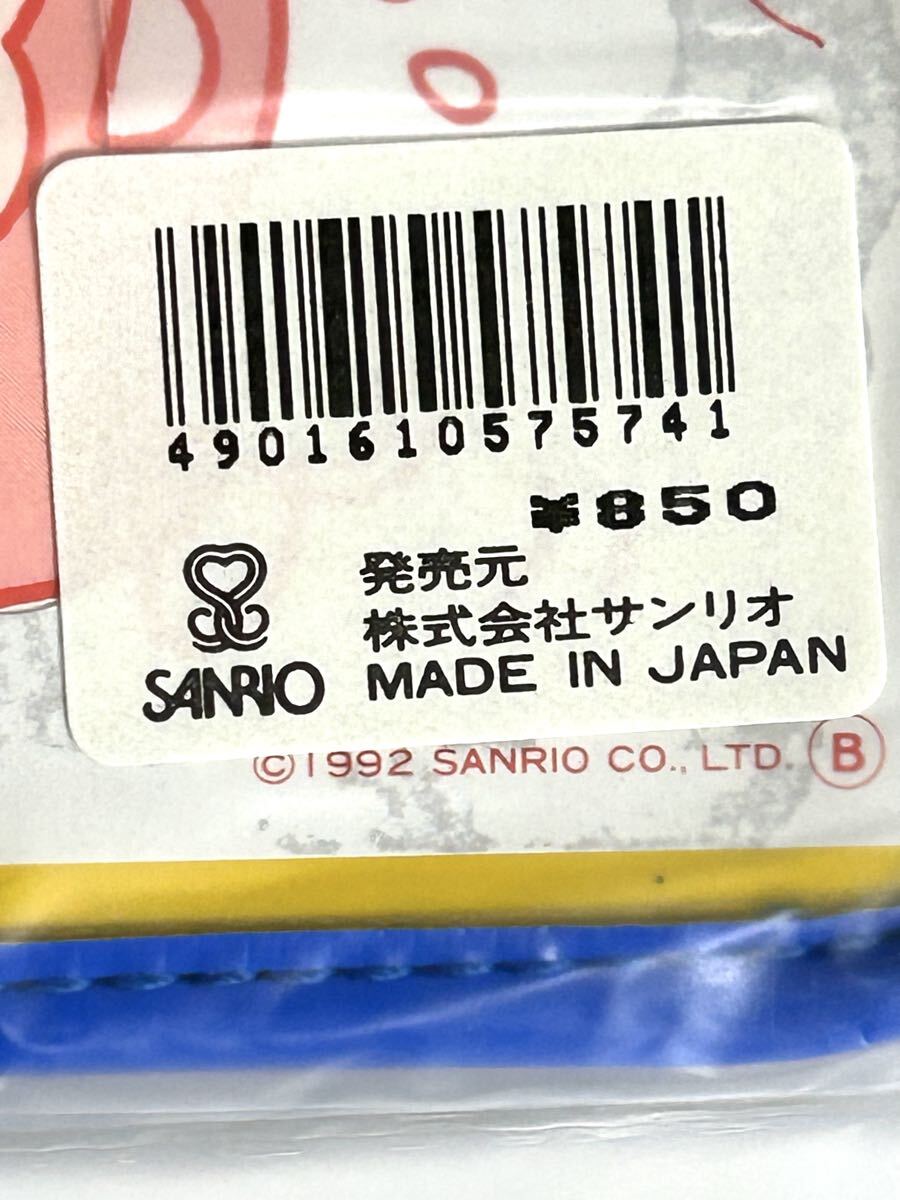 4901610575741
¥850
発売元
株式会社サンリオ
SANRIO
MADE IN JAPAN
©1992 SANRIO CO., LTD. Ⓑ